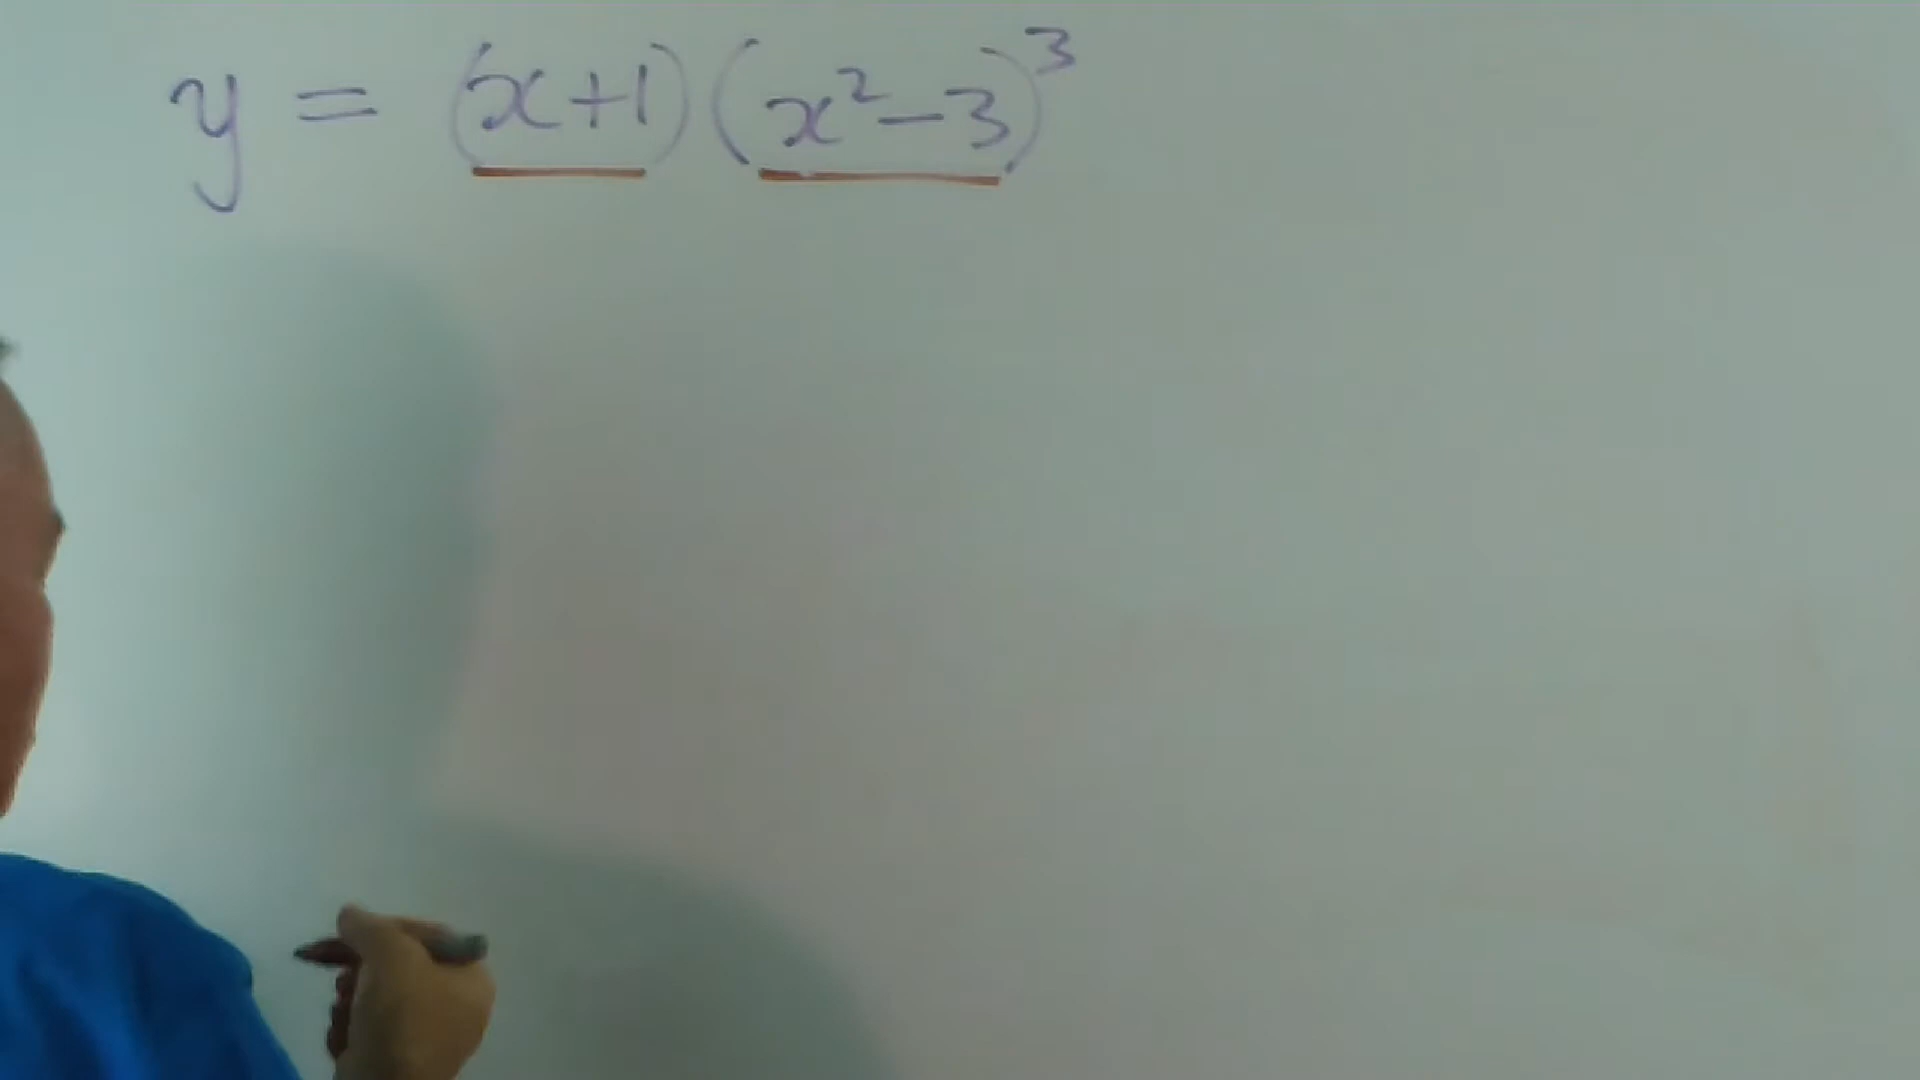 y = (x+1)(x²-3)³